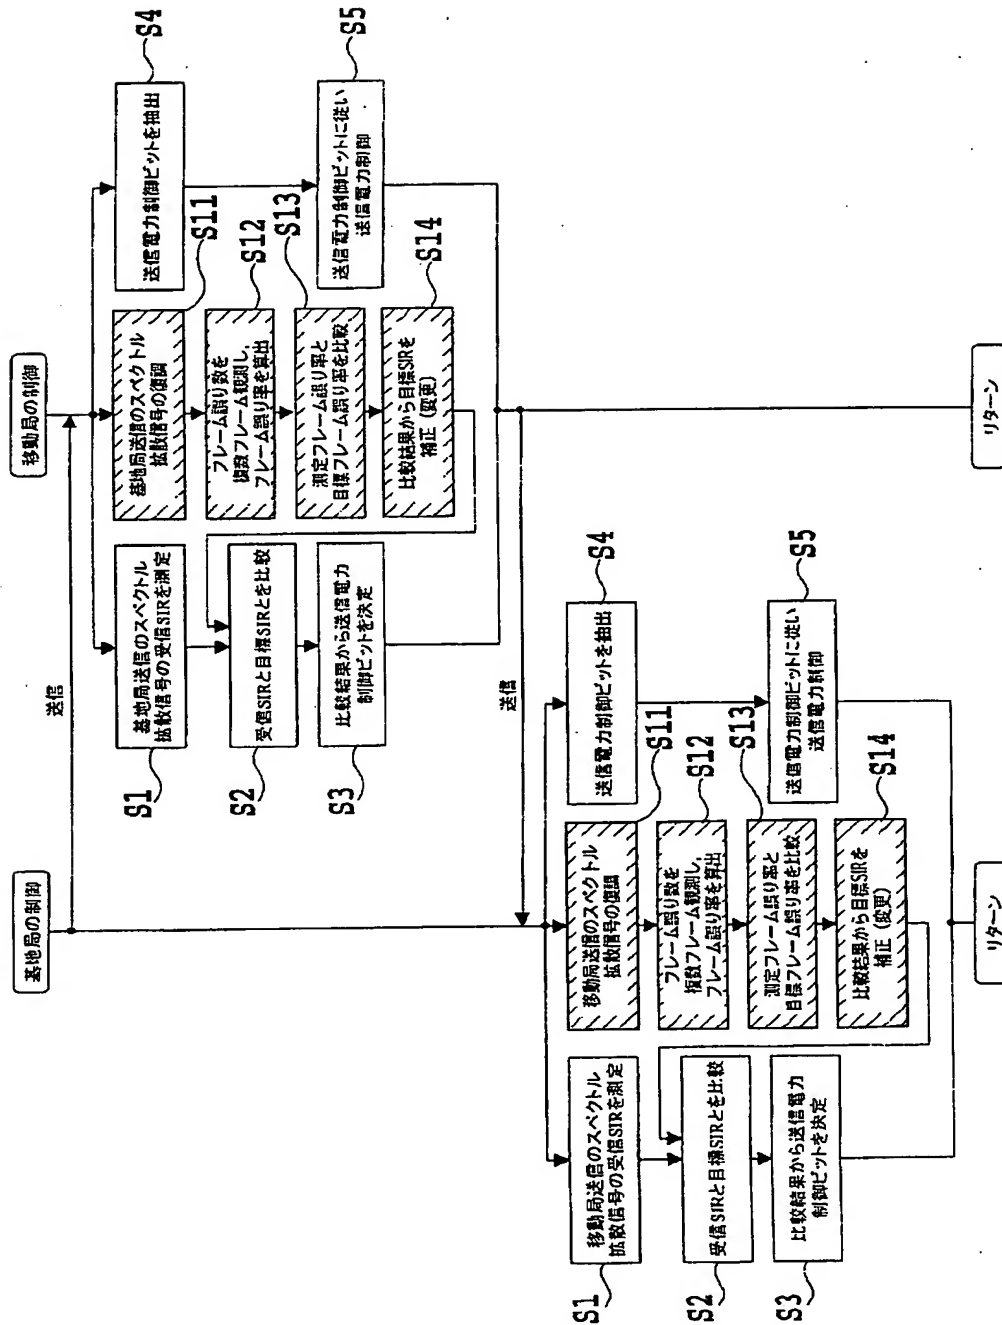 基地局の制御
移動局の制御
送信
基地局送信のスペクトル
拡散信号の受信SIRを測定
S1
受信SIRと目標SIRとを比較
S2
比較結果から送信電力
制御ビットを決定
S3
基地局送信のスペクトル
拡散信号の復調
S11
フレーム誤り数を
複数フレーム観測し、
フレーム誤り率を算出
S12
測定フレーム誤り率と
目標フレーム誤り率を比較
S13
比較結果から目標SIRを
補正(変更)
S14
送信電力制御ビットを抽出
S4
送信電力制御ビットに従い
送信電力制御
S5
リターン
送信
移動局送信のスペクトル
拡散信号の受信SIRを測定
S1
受信SIRと目標SIRとを比較
S2
比較結果から送信電力
制御ビットを決定
S3
移動局送信のスペクトル
拡散信号の復調
S11
フレーム誤り数を
複数フレーム観測し、
フレーム誤り率を算出
S12
測定フレーム誤り率と
目標フレーム誤り率を比較
S13
比較結果から目標SIRを
補正(変更)
S14
送信電力制御ビットを抽出
S4
送信電力制御ビットに従い
送信電力制御
S5
リターン